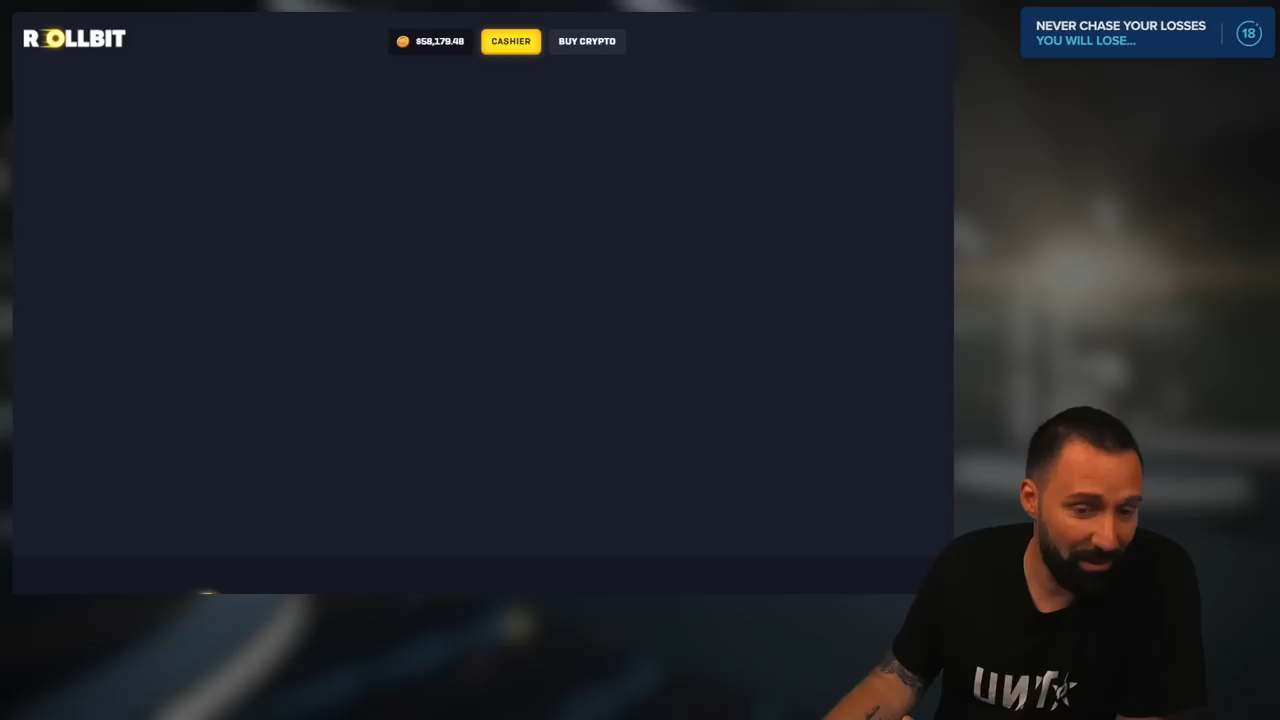 ROLLBIT
$58,179.48
CASHIER
BUY CRYPTO
NEVER CHASE YOUR LOSSES
YOU WILL LOSE...
18+